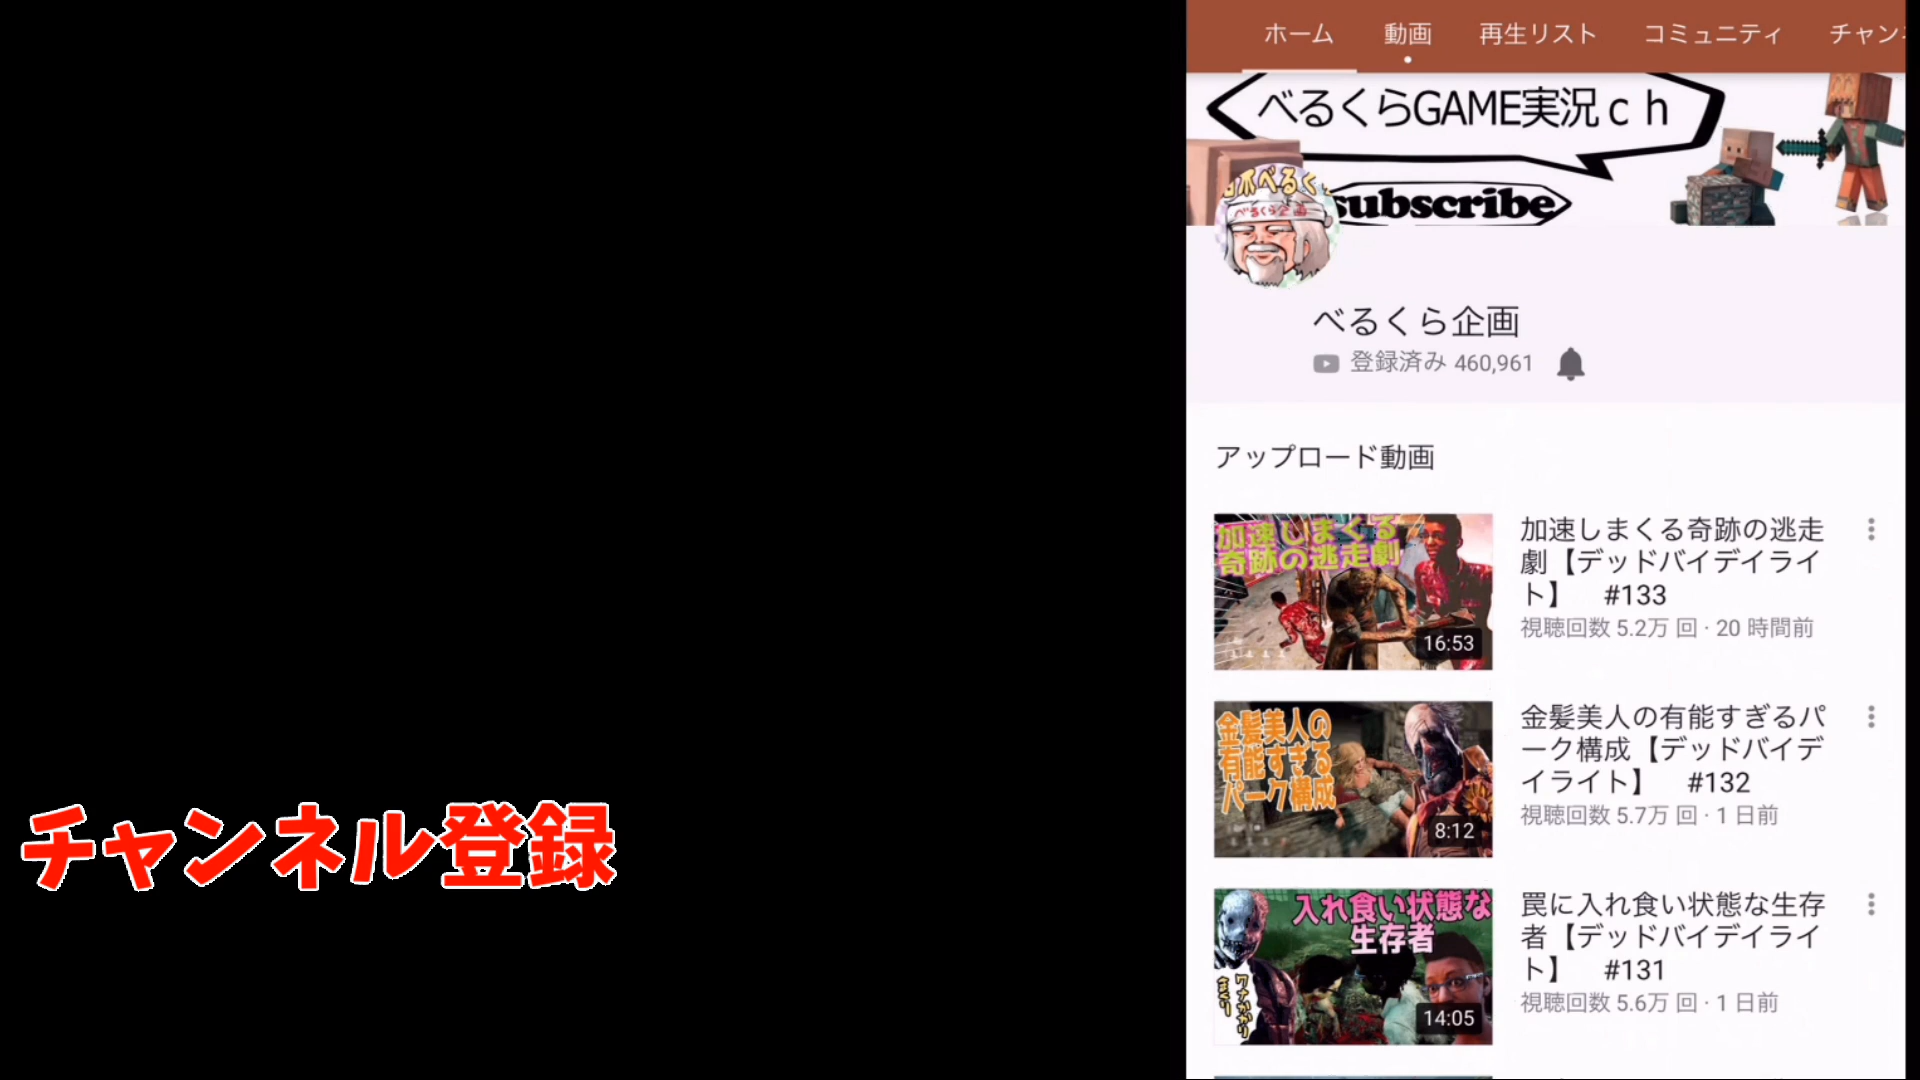 ホーム 動画 再生リスト コミュニティ チャン
べるくらGAME実況ｃｈ
subscribe
べるくら企画
べるくら企画
登録済み 460,961
アップロード動画
加速しまくる
奇跡の逃走劇
16:53
加速しまくる奇跡の逃走
劇【デッドバイデイライ
ト】 #133
視聴回数 5.2万 回 · 20 時間前
金髪美人の
有能すぎる
パーク構成
8:12
金髪美人の有能すぎるパ
ーク構成【デッドバイデ
イライト】 #132
視聴回数 5.7万 回 · 1 日前
チャンネル登録
入れ食い状態な
生存者
14:05
罠に入れ食い状態な生存
者【デッドバイデイライ
ト】 #131
視聴回数 5.6万 回 · 1 日前